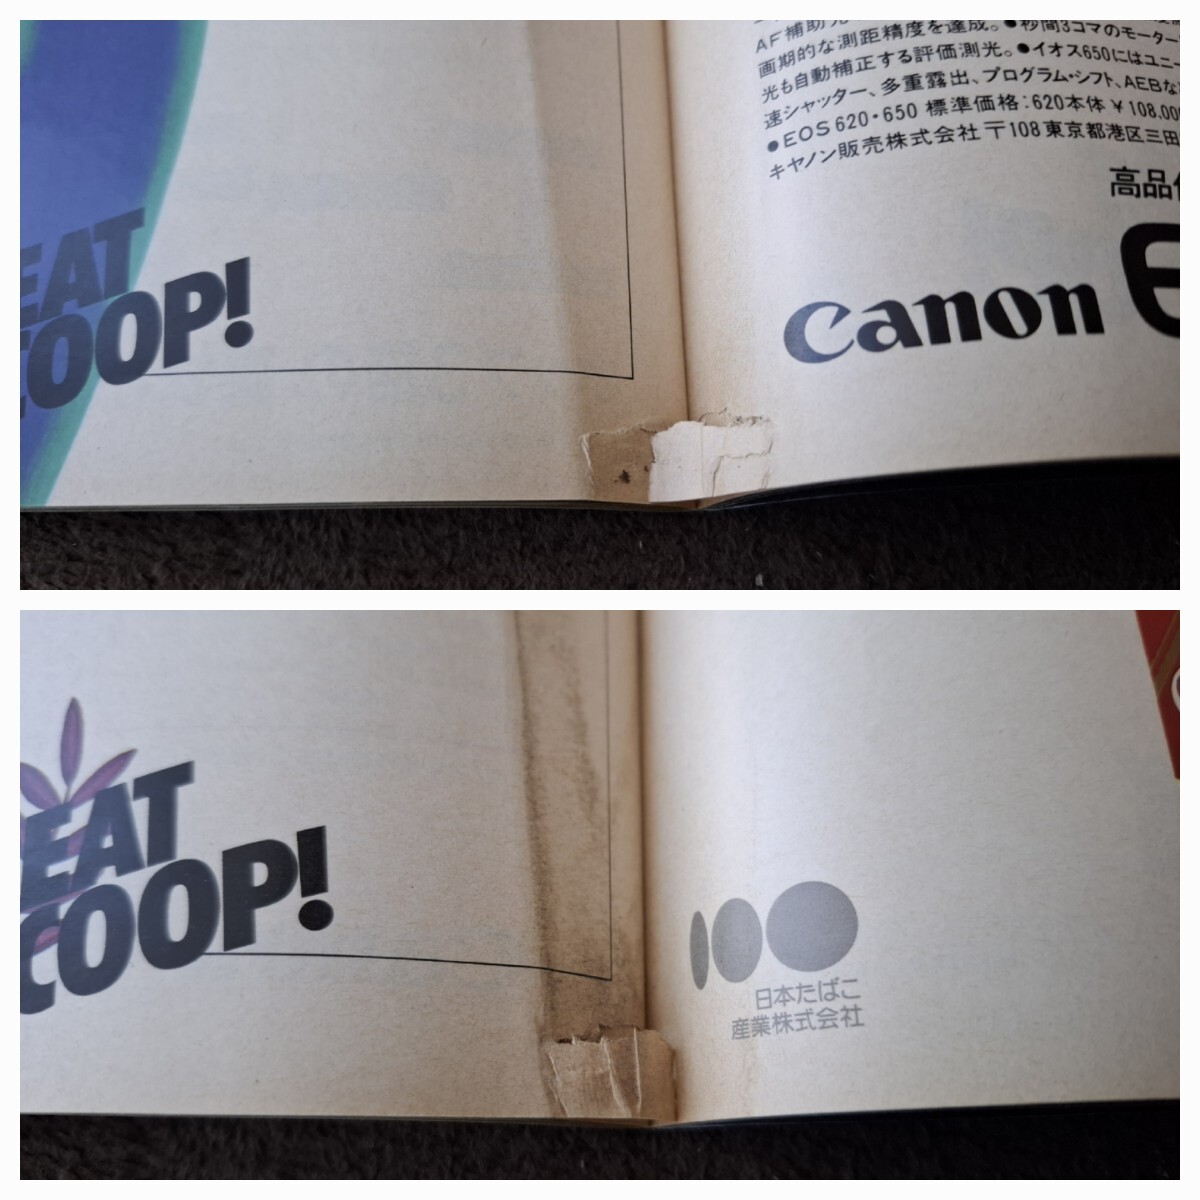 EAT
COOP!
AF補助光
画期的な測距精度を達成。●秒間3コマのモーター
光も自動補正する評価測光。●イオス650にはユニー
速シャッター、多重露出、プログラム・シフト、AEBな
●EOS 620・650 標準価格:620本体￥108,00
キヤノン販売株式会社 〒108 東京都港区三田
高品
Canon E
EAT
COOP!
100
日本たばこ
産業株式会社